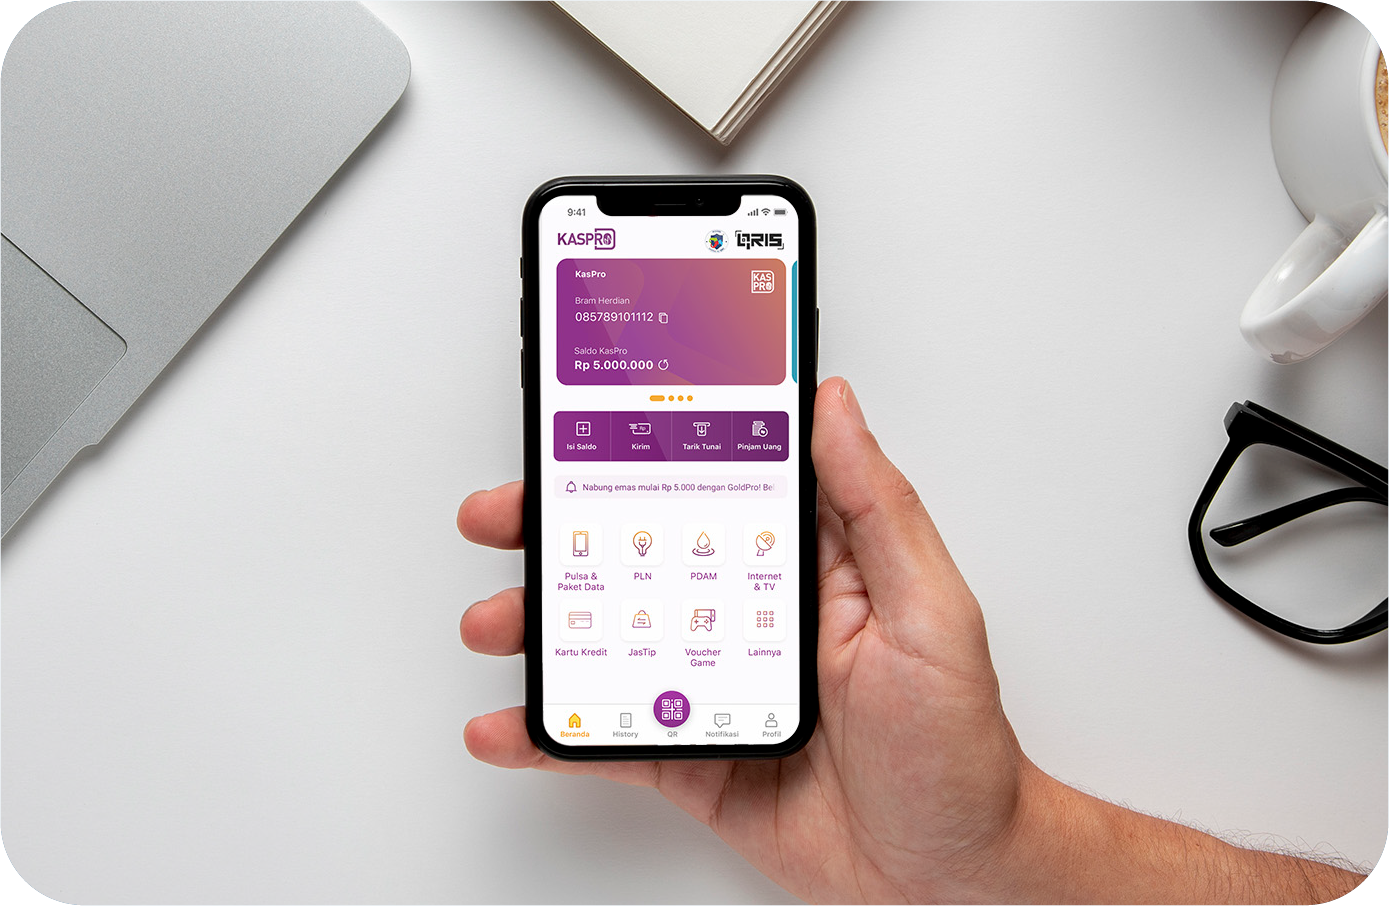 9:41
KASPRO
QRIS
KasPro
KAS
PRO
Bram Herdian
085789101112
Saldo KasPro
Rp 5.000.000
Isi Saldo
Kirim
Tarik Tunai
Pinjam Uang
Nabung emas mulai Rp 5.000 dengan GoldPro! Bel
Pulsa &
Paket Data
PLN
PDAM
Internet
& TV
Kartu Kredit
JasTip
Voucher
Game
Lainnya
Beranda
History
QR
Notifikasi
Profil